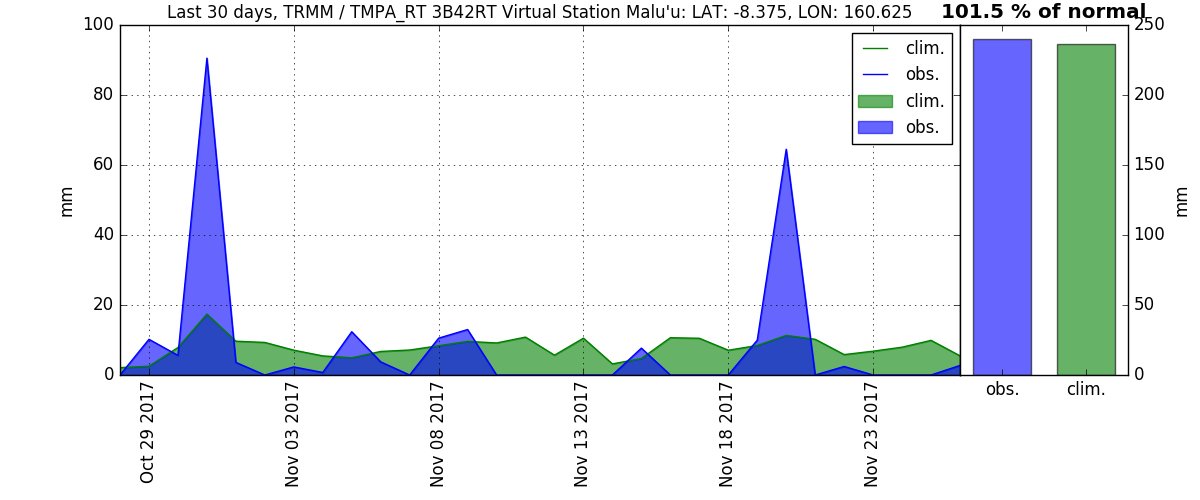 Last 30 days, TRMM / TMPA_RT 3B42RT Virtual Station Malu'u: LAT: -8.375, LON: 160.625
101.5 % of normal
100
80
60
40
20
0
mm
clim.
obs.
clim.
obs.
250
200
150
100
50
0
mm
Oct 29 2017
Nov 03 2017
Nov 08 2017
Nov 13 2017
Nov 18 2017
Nov 23 2017
obs.
clim.